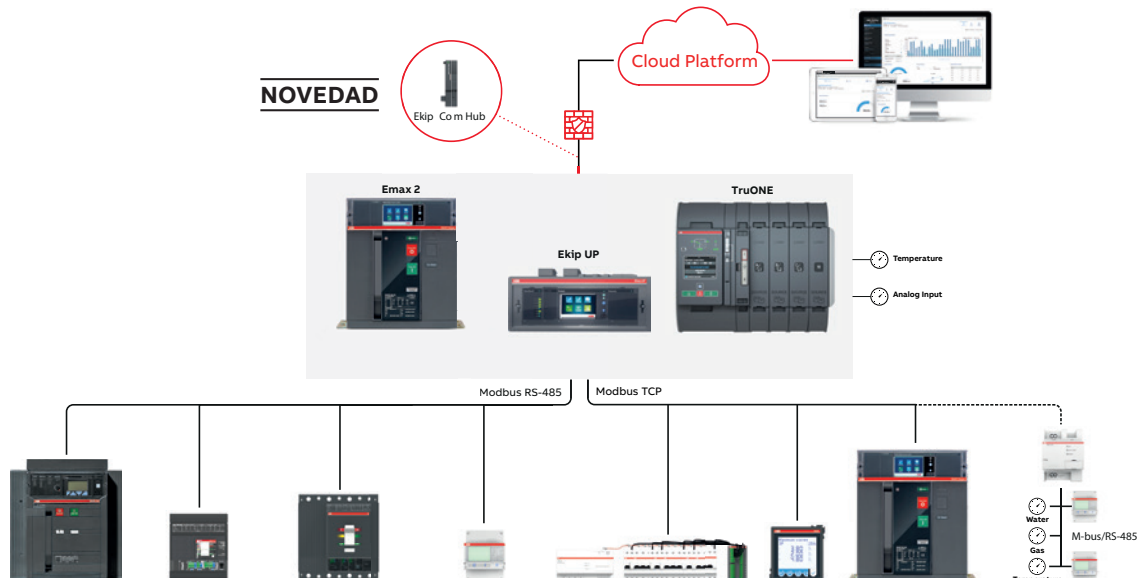 Cloud Platform
NOVEDAD
Ekip Com Hub
Emax 2
TruONE
Ekip UP
Temperature
Analog Input
Modbus RS-485
Modbus TCP
Water
M-bus/RS-485
Gas